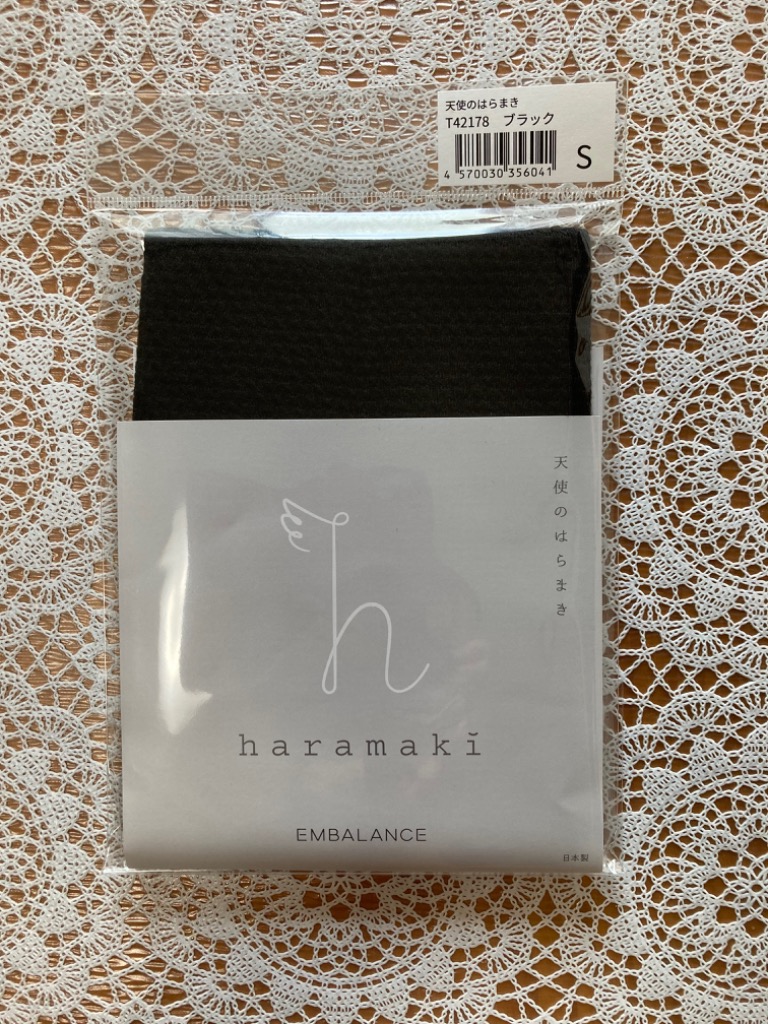 天使のはらまき
T42178 ブラック
4 570030 356041
S
天使のはらまき
h
haramaki
EMBALANCE
日本製